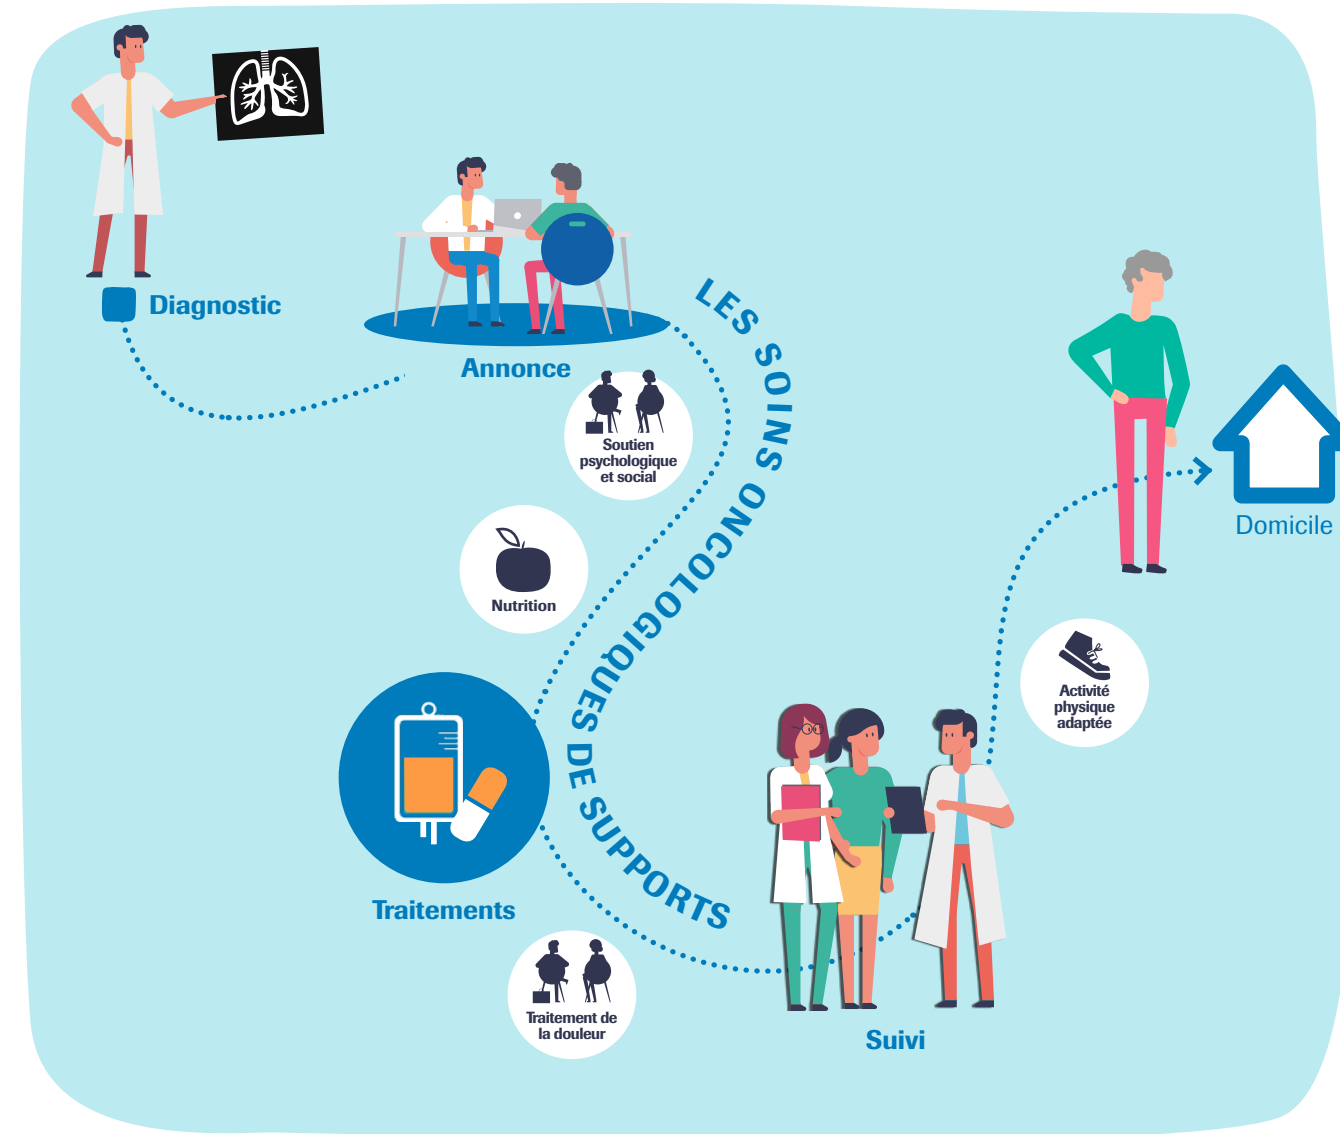 Diagnostic
Annonce
LES SOINS ONCOLOGIQUES DE SUPPORTS
Soutien
psychologique
et social
Nutrition
Traitements
Traitement de
la douleur
Suivi
Activité
physique
adaptée
Domicile